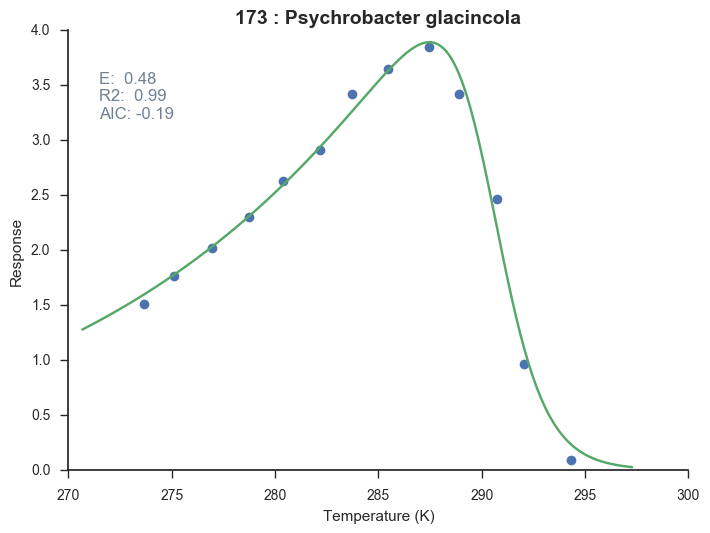 173 : Psychrobacter glacincola
E:  0.48
R2:  0.99
AIC: -0.19
Response
4.0
3.5
3.0
2.5
2.0
1.5
1.0
0.5
0.0
270 275 280 285 290 295 300
Temperature (K)